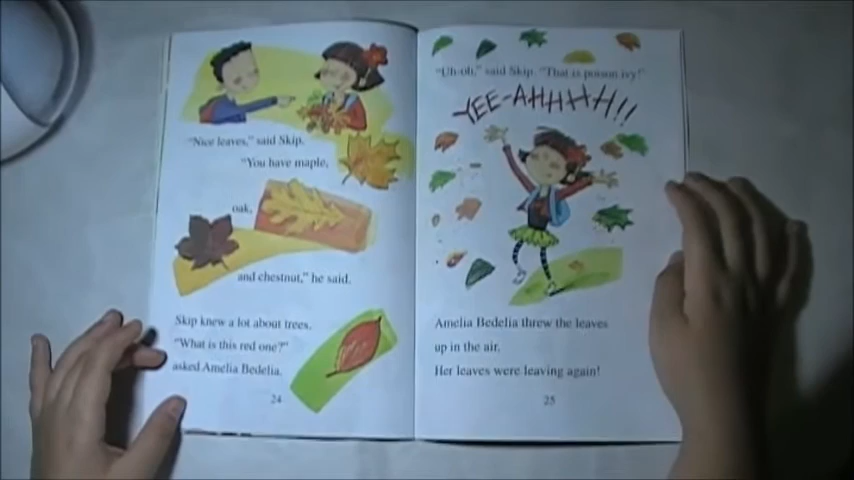 "Nice leaves," said Skip.
"You have maple,
oak,
and chestnut," he said.
Skip knew a lot about trees.
"What is this red one?"
asked Amelia Bedelia.
24
"Uh-oh," said Skip. "That is poison ivy!"
YEE-AHHHHH!!
Amelia Bedelia threw the leaves
up in the air.
Her leaves were leaving again!
25